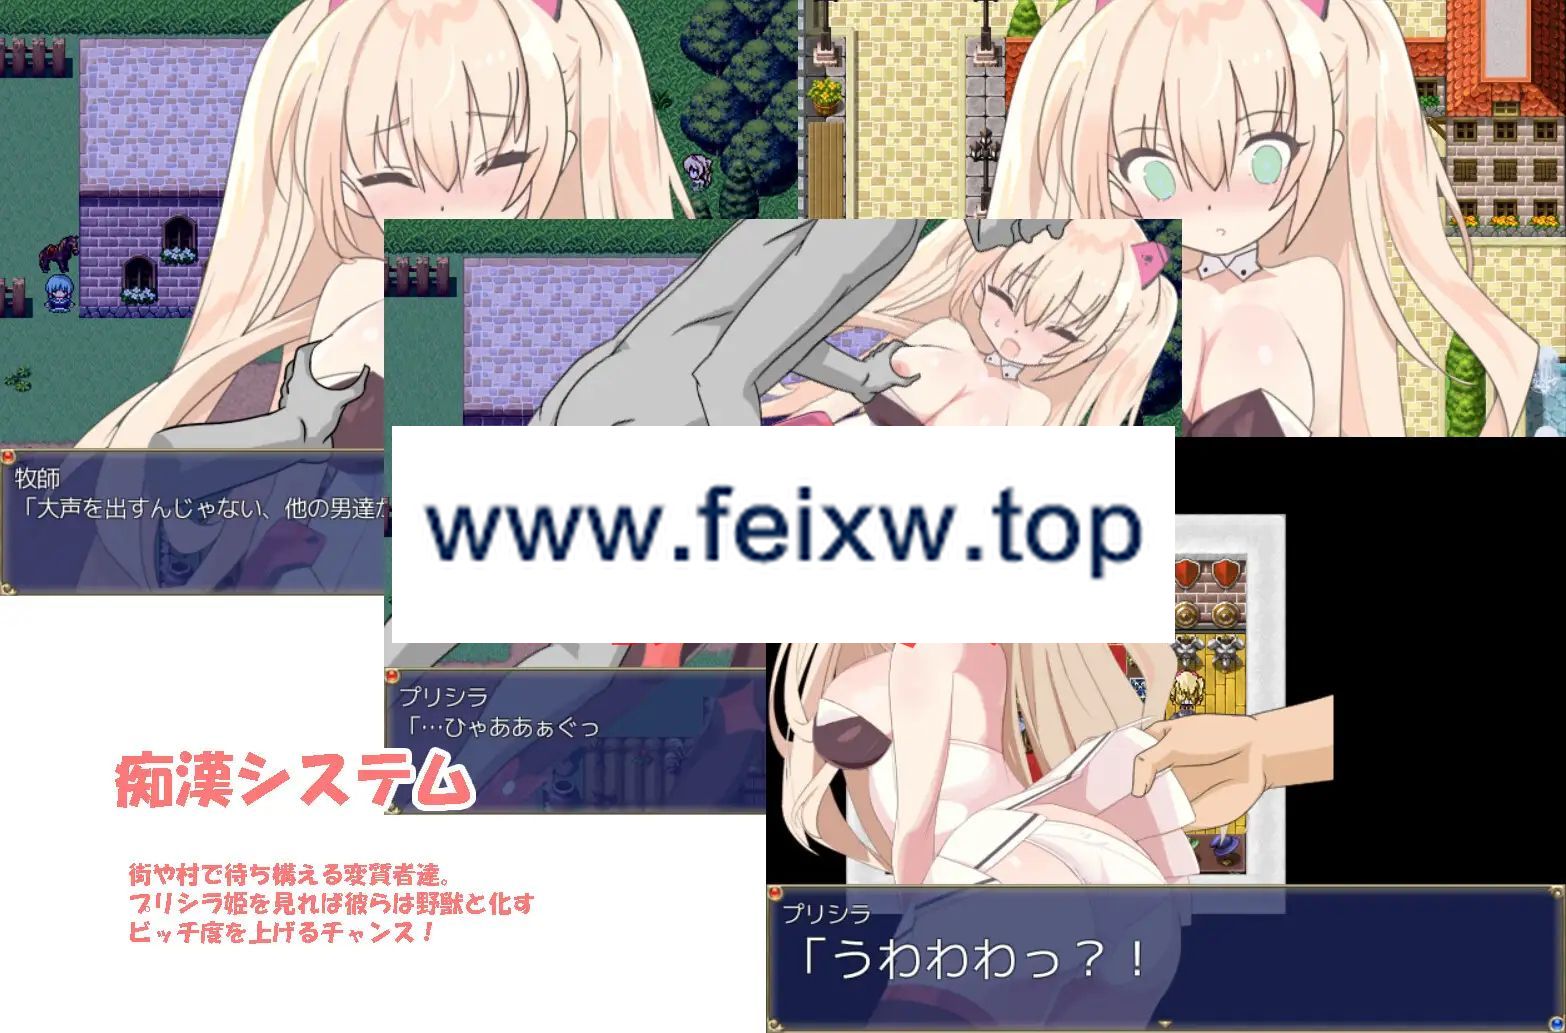 牧師
「大声を出すんじゃない、他の男達が
www.feixw.top
プリシラ
「…ひゃああぁぐっ
痴漢システム
街や村で待ち構える変質者達。
プリシラ姫を見れば彼らは野獣と化す
ビッチ度を上げるチャンス！
プリシラ
「うわわわっ？！